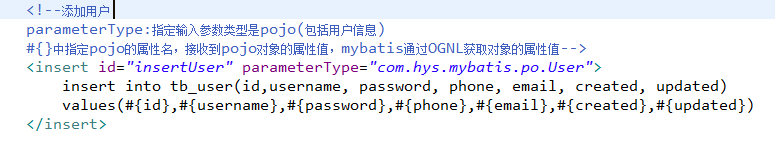 <!--添加用户
parameterType:指定输入参数类型是pojo(包括用户信息)
#{}中指定pojo的属性名，接收到pojo对象的属性值，mybatis通过OGNL获取对象的属性值-->
<insert id="insertUser" parameterType="com.hys.mybatis.po.User">
insert into tb_user(id,username, password, phone, email, created, updated)
values(#{id},#{username},#{password},#{phone},#{email},#{created},#{updated})
</insert>